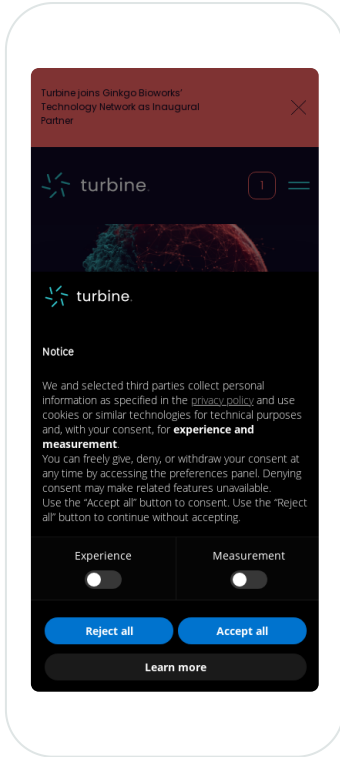 Turbine joins Ginkgo Bioworks'
Technology Network as Inaugural
Partner
turbine.
1
turbine.
Notice
We and selected third parties collect personal
information as specified in the privacy policy and use
cookies or similar technologies for technical purposes
and, with your consent, for experience and
measurement.
You can freely give, deny, or withdraw your consent at
any time by accessing the preferences panel. Denying
consent may make related features unavailable.
Use the “Accept all” button to consent. Use the “Reject
all” button to continue without accepting.
Experience
Measurement
Reject all
Accept all
Learn more